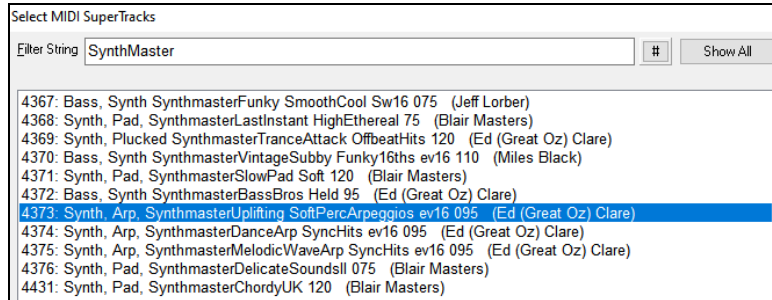 Select MIDI SuperTracks
Filter String SynthMaster # Show All
4367: Bass, Synth SynthmasterFunky SmoothCool Sw16 075 (Jeff Lorber)
4368: Synth, Pad, SynthmasterLastInstant HighEthereal 75 (Blair Masters)
4369: Synth, Plucked SynthmasterTranceAttack OffbeatHits 120 (Ed (Great Oz) Clare)
4370: Bass, Synth SynthmasterVintageSubby Funky16ths ev16 110 (Miles Black)
4371: Synth, Pad, SynthmasterSlowPad Soft 120 (Blair Masters)
4372: Bass, Synth SynthmasterBassBros Held 95 (Ed (Great Oz) Clare)
4373: Synth, Arp, SynthmasterUplifting SoftPercArpeggios ev16 095 (Ed (Great Oz) Clare)
4374: Synth, Arp, SynthmasterDanceArp SyncHits ev16 095 (Ed (Great Oz) Clare)
4375: Synth, Arp, SynthmasterMelodicWaveArp SyncHits ev16 095 (Ed (Great Oz) Clare)
4376: Synth, Pad, SynthmasterDelicateSoundsII 075 (Blair Masters)
4431: Synth, Pad, SynthmasterChordyUK 120 (Blair Masters)